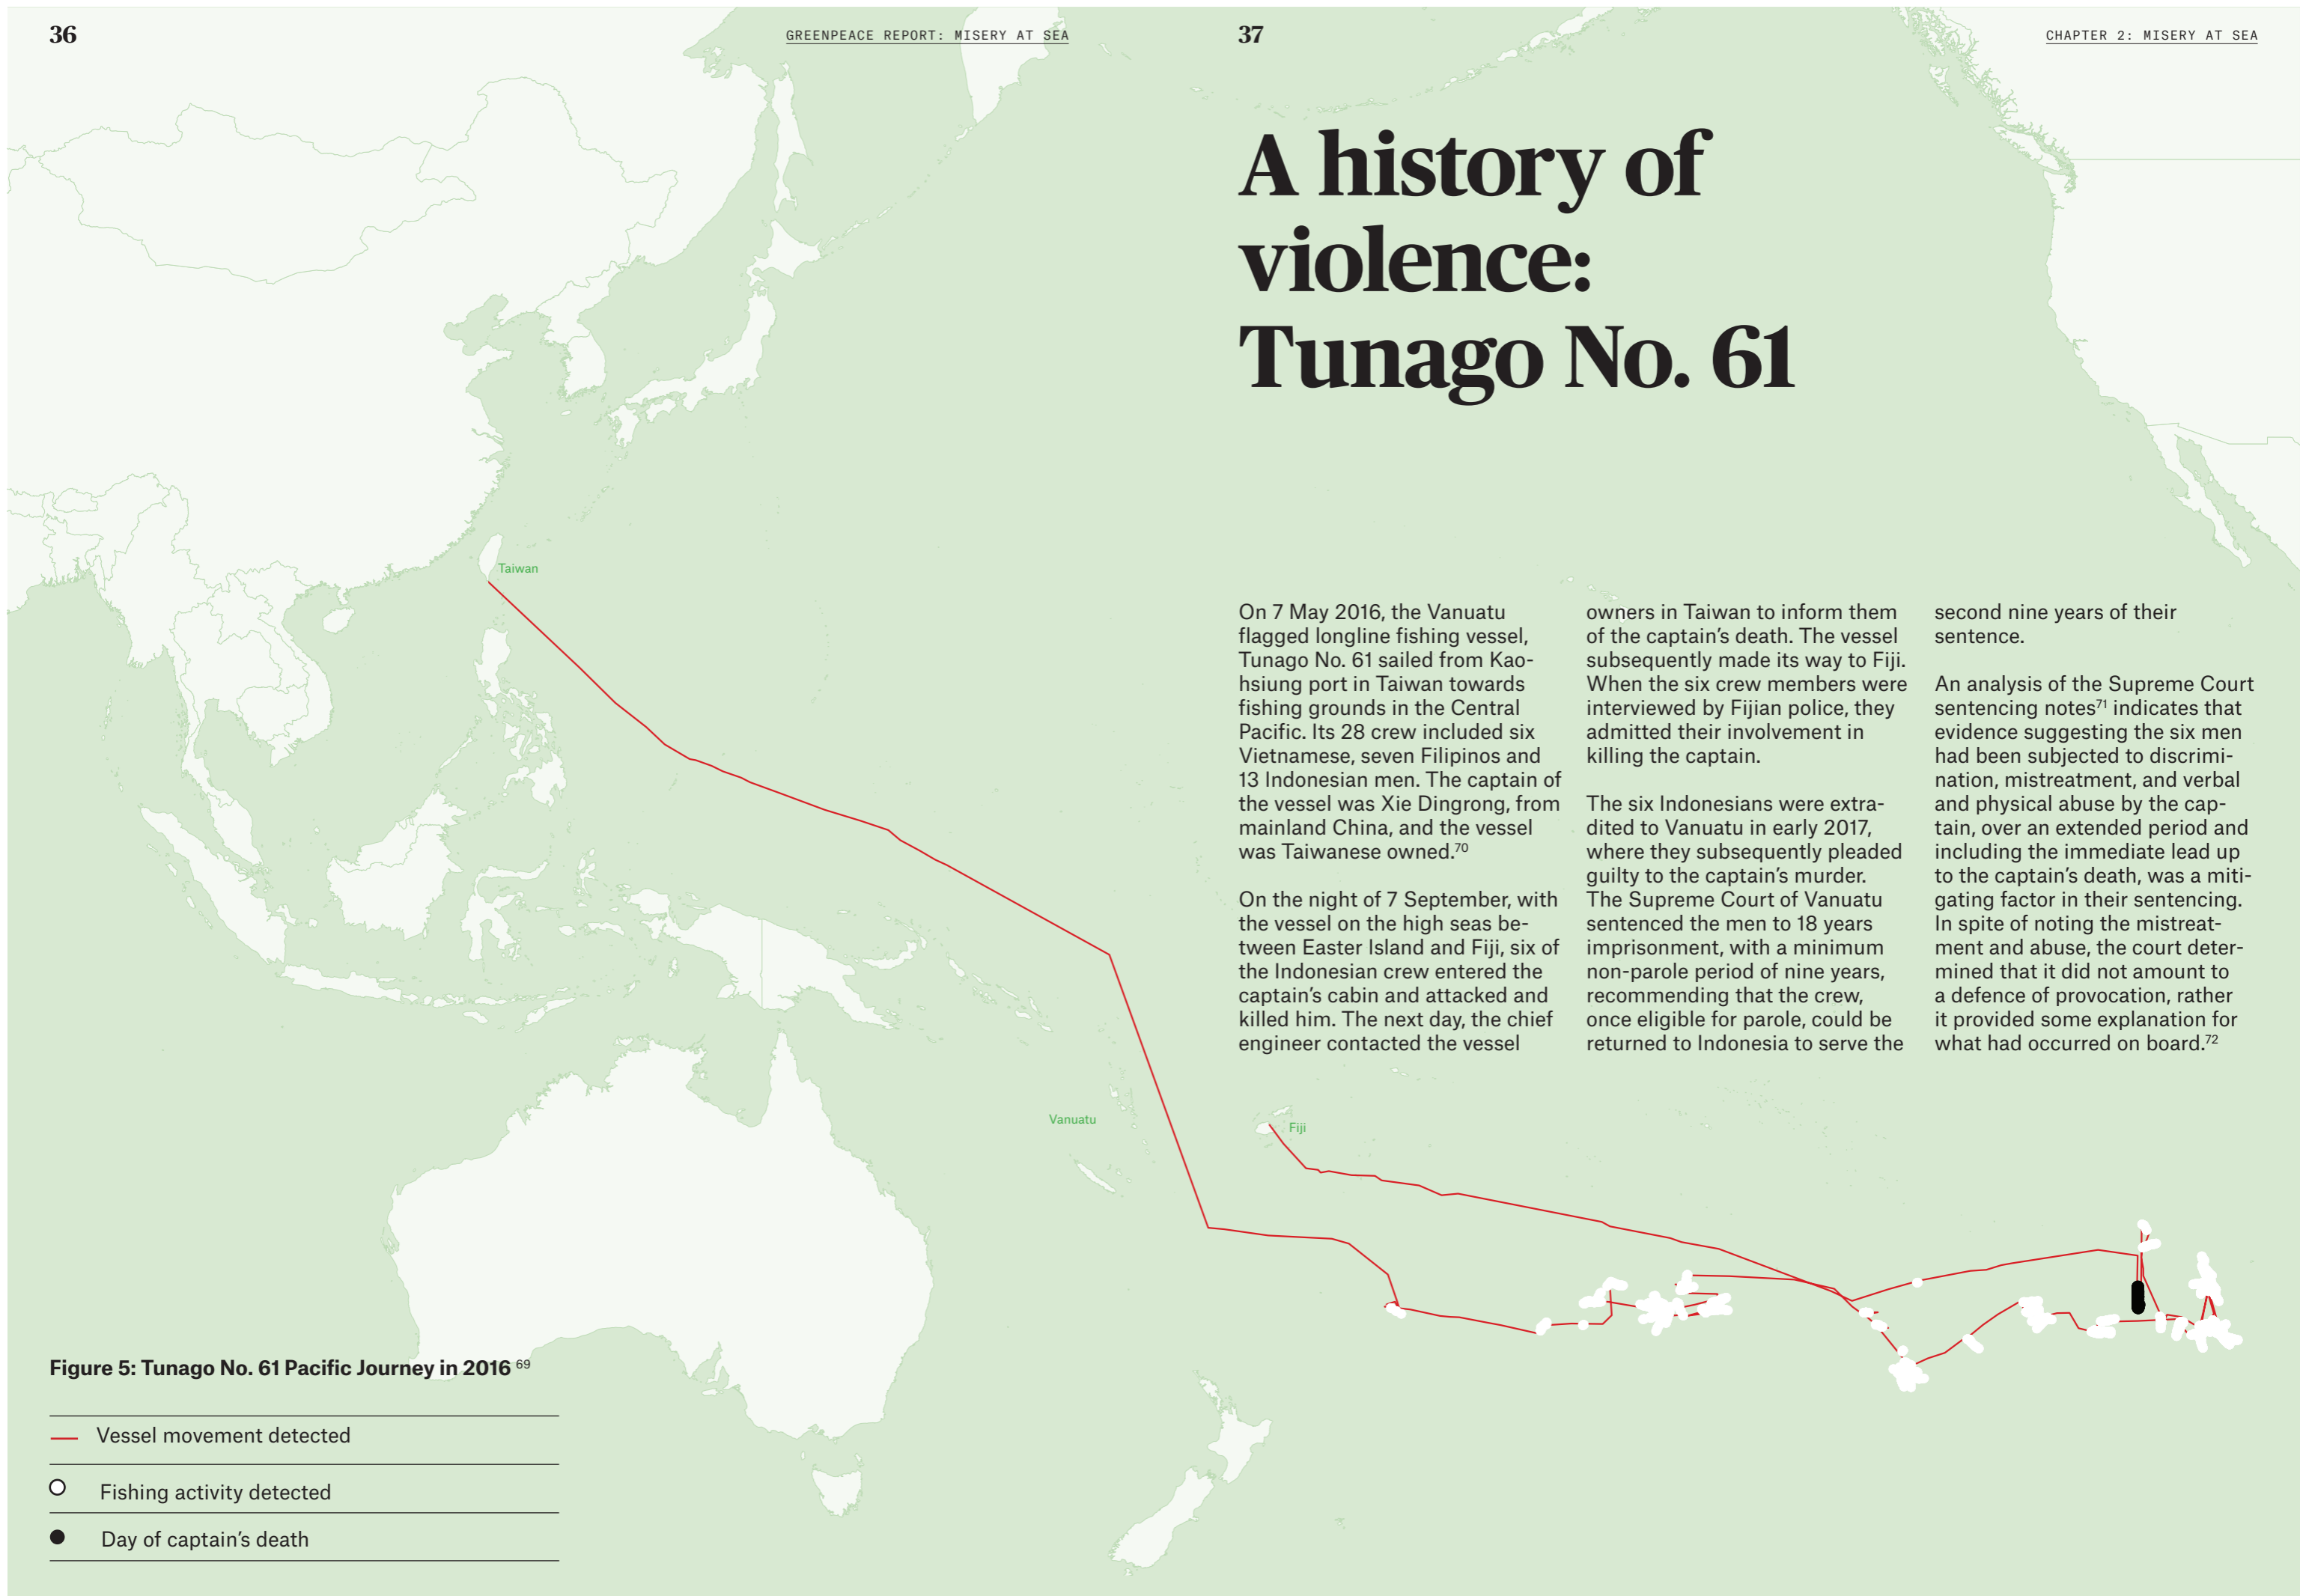 36
GREENPEACE REPORT: MISERY AT SEA
37
CHAPTER 2: MISERY AT SEA
A history of
violence:
Tunago No. 61
On 7 May 2016, the Vanuatu
flagged longline fishing vessel,
Tunago No. 61 sailed from Kao-
hsiung port in Taiwan towards
fishing grounds in the Central
Pacific. Its 28 crew included six
Vietnamese, seven Filipinos and
13 Indonesian men. The captain of
the vessel was Xie Dingrong, from
mainland China, and the vessel
was Taiwanese owned.70
On the night of 7 September, with
the vessel on the high seas be-
tween Easter Island and Fiji, six of
the Indonesian crew entered the
captain's cabin and attacked and
killed him. The next day, the chief
engineer contacted the vessel
owners in Taiwan to inform them
of the captain's death. The vessel
subsequently made its way to Fiji.
When the six crew members were
interviewed by Fijian police, they
admitted their involvement in
killing the captain.
The six Indonesians were extra-
dited to Vanuatu in early 2017,
where they subsequently pleaded
guilty to the captain's murder.
The Supreme Court of Vanuatu
sentenced the men to 18 years
imprisonment, with a minimum
non-parole period of nine years,
recommending that the crew,
once eligible for parole, could be
returned to Indonesia to serve the
second nine years of their
sentence.
An analysis of the Supreme Court
sentencing notes71 indicates that
evidence suggesting the six men
had been subjected to discrimi-
nation, mistreatment, and verbal
and physical abuse by the cap-
tain, over an extended period and
including the immediate lead up
to the captain's death, was a miti-
gating factor in their sentencing.
In spite of noting the mistreat-
ment and abuse, the court deter-
mined that it did not amount to
a defence of provocation, rather
it provided some explanation for
what had occurred on board.72
Taiwan
Vanuatu
Fiji
Figure 5: Tunago No. 61 Pacific Journey in 2016 69
Vessel movement detected
Fishing activity detected
Day of captain's death